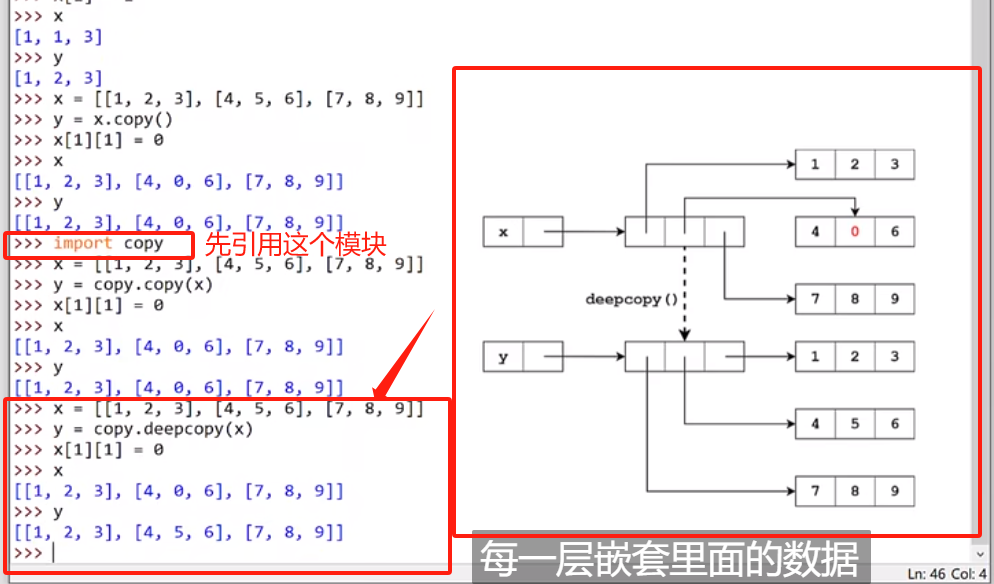 >>> x
[1, 1, 3]
>>> y
[1, 2, 3]
>>> x = [[1, 2, 3], [4, 5, 6], [7, 8, 9]]
>>> y = x.copy()
>>> x[1][1] = 0
>>> x
[[1, 2, 3], [4, 0, 6], [7, 8, 9]]
>>> y
[[1, 2, 3], [4, 0, 6], [7, 8, 9]]
>>> import copy
先引用这个模块
>>> x = [[1, 2, 3], [4, 5, 6], [7, 8, 9]]
>>> y = copy.copy(x)
>>> x[1][1] = 0
>>> x
[[1, 2, 3], [4, 0, 6], [7, 8, 9]]
>>> y
[[1, 2, 3], [4, 0, 6], [7, 8, 9]]
>>> x = [[1, 2, 3], [4, 5, 6], [7, 8, 9]]
>>> y = copy.deepcopy(x)
>>> x[1][1] = 0
>>> x
[[1, 2, 3], [4, 0, 6], [7, 8, 9]]
>>> y
[[1, 2, 3], [4, 5, 6], [7, 8, 9]]
>>>
1 2 3
x
4 0 6
deepcopy()
7 8 9
y
1 2 3
4 5 6
7 8 9
每一层嵌套里面的数据
Ln: 46 Col: 4